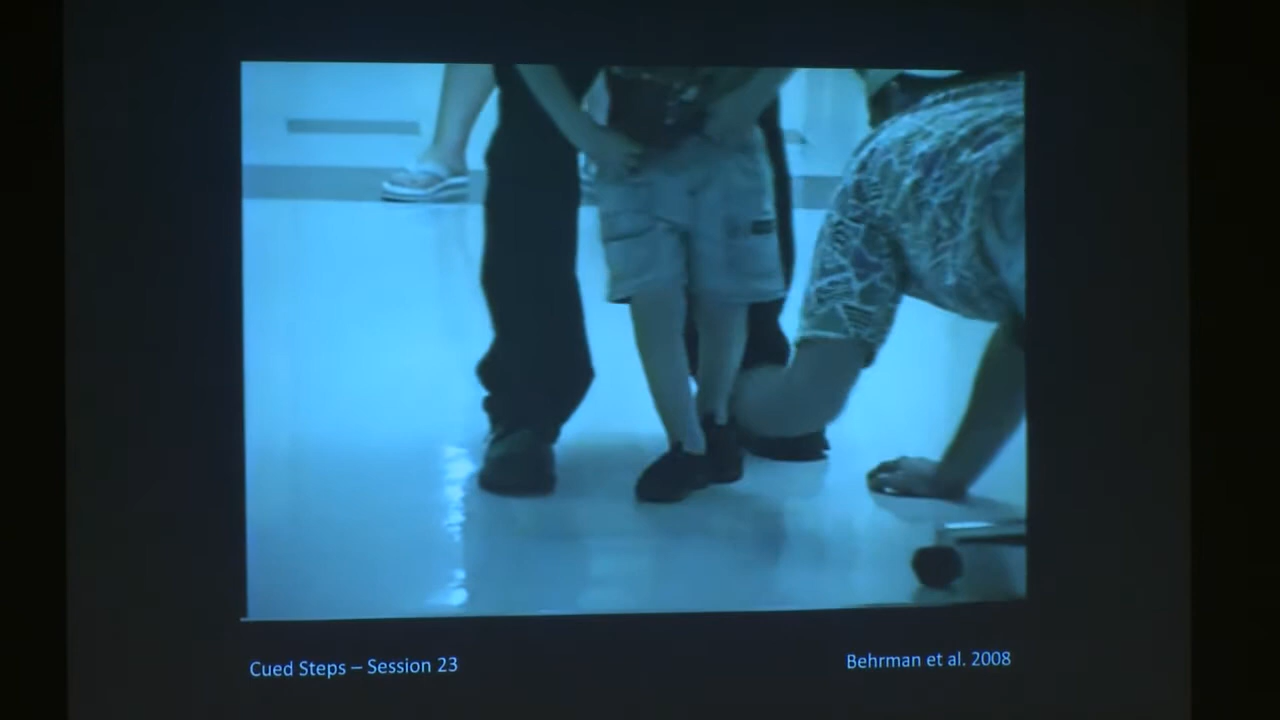 Cued Steps – Session 23
Behrman et al. 2008